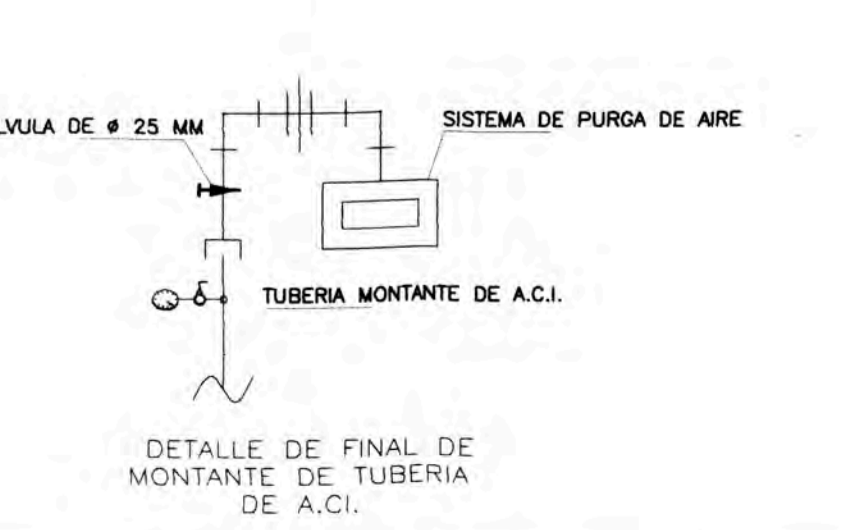 LVULA DE ø 25 MM
SISTEMA DE PURGA DE AIRE
TUBERIA MONTANTE DE A.C.I.
DETALLE DE FINAL DE
MONTANTE DE TUBERIA
DE A.CI.